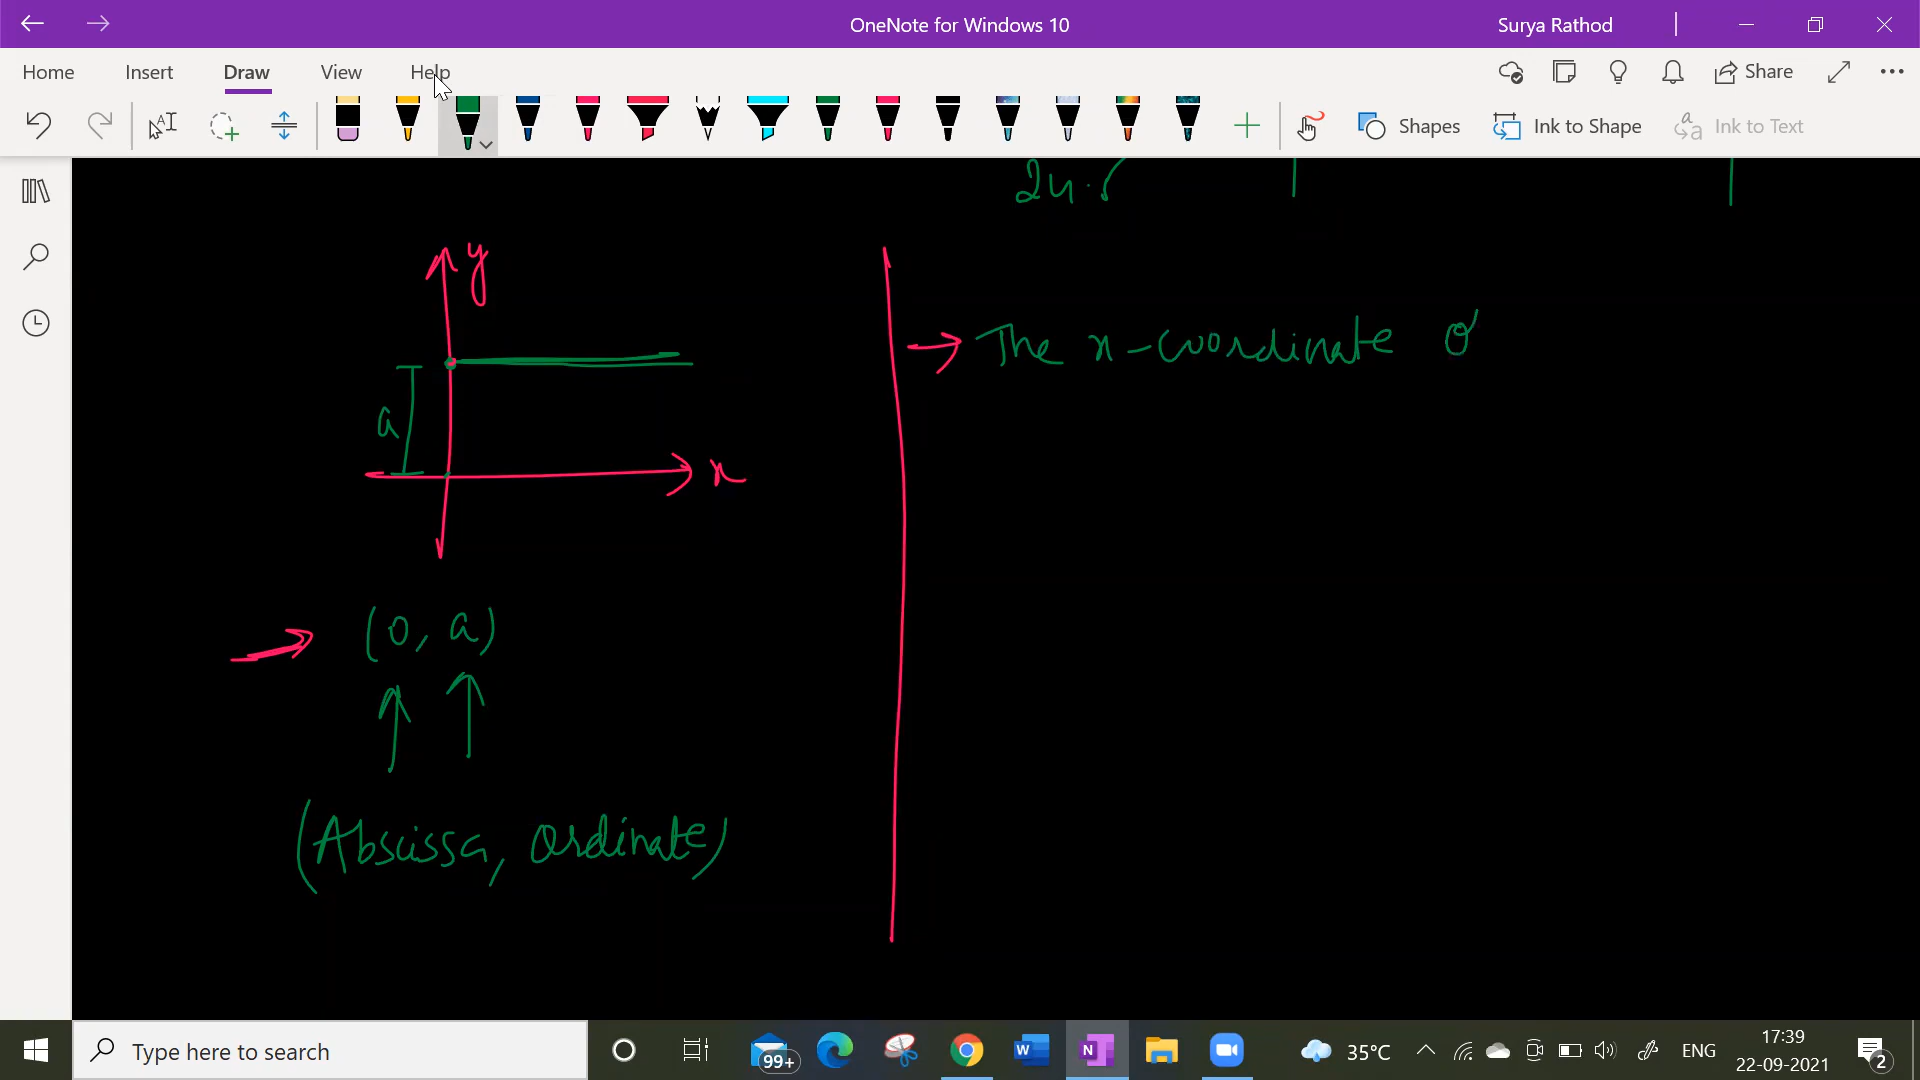 OneNote for Windows 10
Surya Rathod
Home Insert Draw View Help
Share
Shapes Ink to Shape Ink to Text
y
The x-coordinate
a
x
(0, a)
(Abscissa, ordinate)
Type here to search
99+
35°C
ENG
17:39
22-09-2021
2